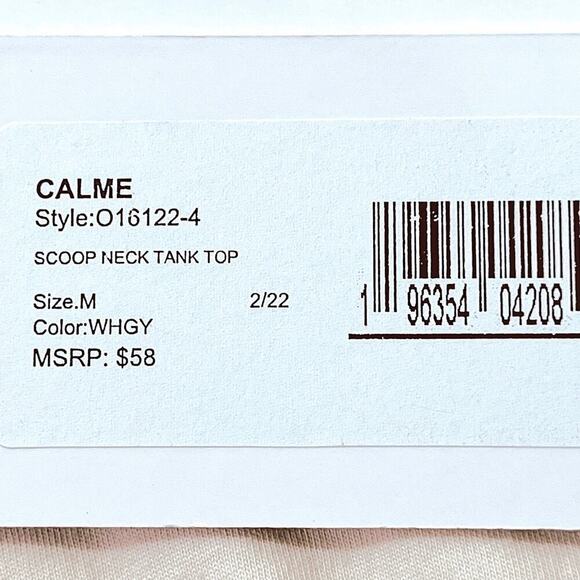 CALME
Style:O16122-4
SCOOP NECK TANK TOP
Size.M 2/22
Color:WHGY
MSRP: $58
1 96354 04208